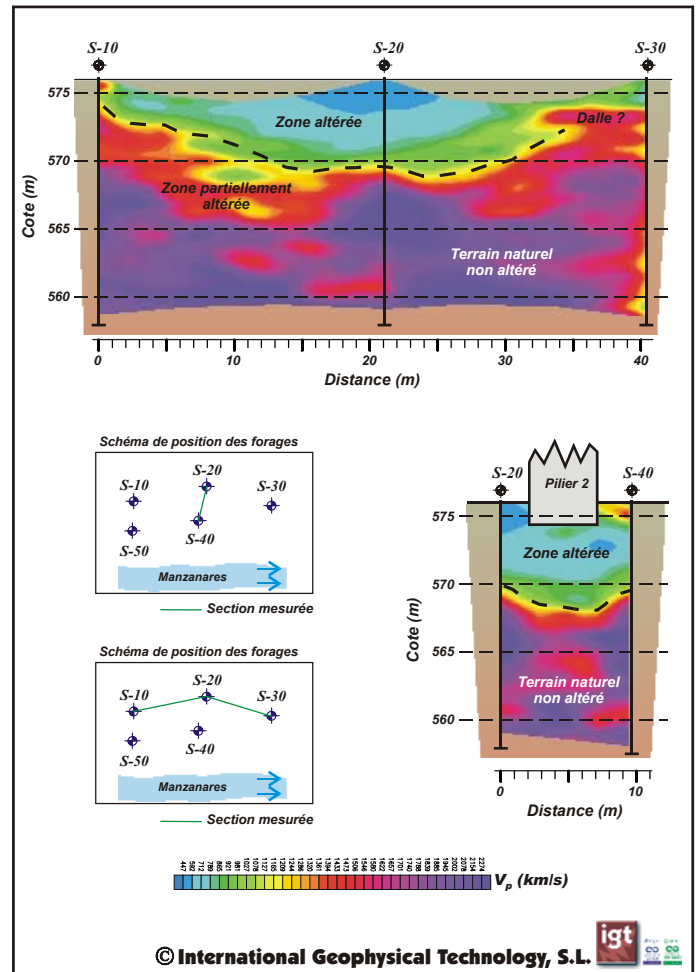 S-10
S-20
S-30
575
570
565
560
Cote (m)
Zone altérée
Dalle ?
Zone partiellement
altérée
Terrain naturel
non altéré
0 10 20 30 40
Distance (m)
Schéma de position des forages
S-20
S-10
S-30
S-40
S-50
Manzanares
Section mesurée
Schéma de position des forages
S-20
S-10
S-30
S-40
S-50
Manzanares
Section mesurée
S-20
Pilier 2
S-40
575
570
565
560
Cote (m)
Zone altérée
Terrain naturel
non altéré
0 10
Distance (m)
Vp (km/s)
© International Geophysical Technology, S.L.
igt